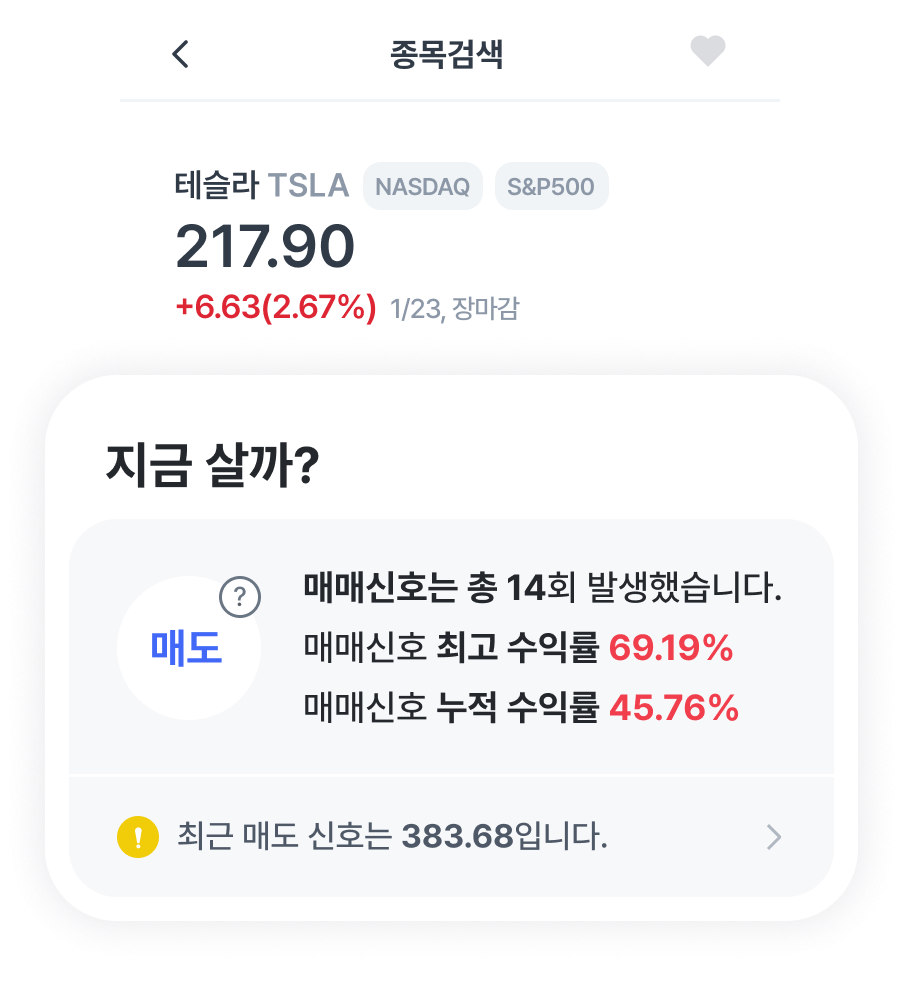 종목검색
테슬라 TSLA NASDAQ S&P500
217.90
+6.63(2.67%) 1/23, 장마감
지금 살까?
매도 ?
매매신호는 총 14회 발생했습니다.
매매신호 최고 수익률 69.19%
매매신호 누적 수익률 45.76%
! 최근 매도 신호는 383.68입니다.